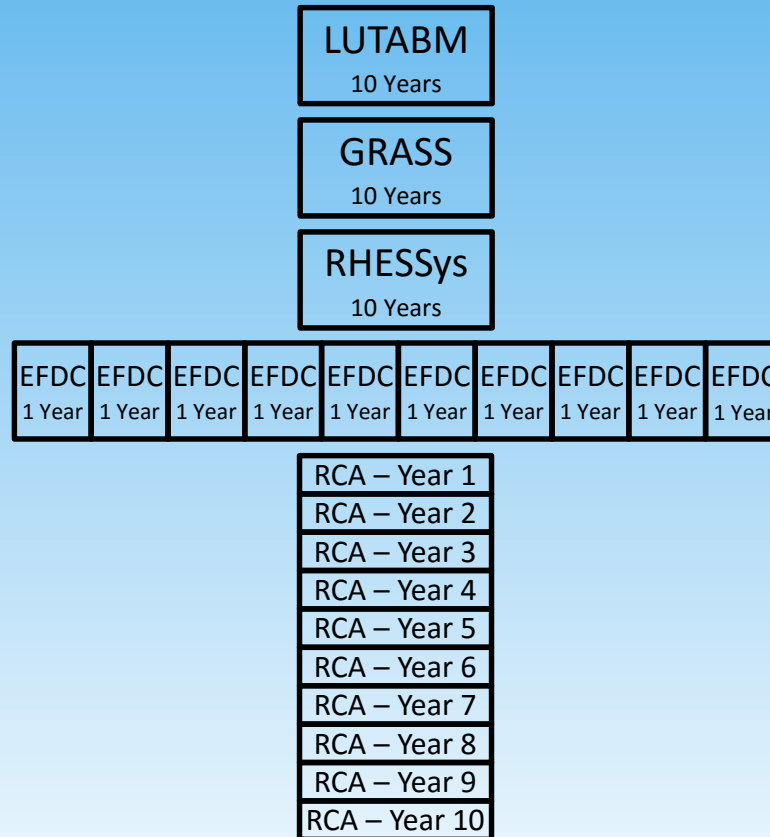 LUTABM
10 Years
GRASS
10 Years
RHESSys
10 Years
EFDC EFDC EFDC EFDC EFDC EFDC EFDC EFDC EFDC EFDC
1 Year 1 Year 1 Year 1 Year 1 Year 1 Year 1 Year 1 Year 1 Year 1 Year
RCA – Year 1
RCA – Year 2
RCA – Year 3
RCA – Year 4
RCA – Year 5
RCA – Year 6
RCA – Year 7
RCA – Year 8
RCA – Year 9
RCA – Year 10